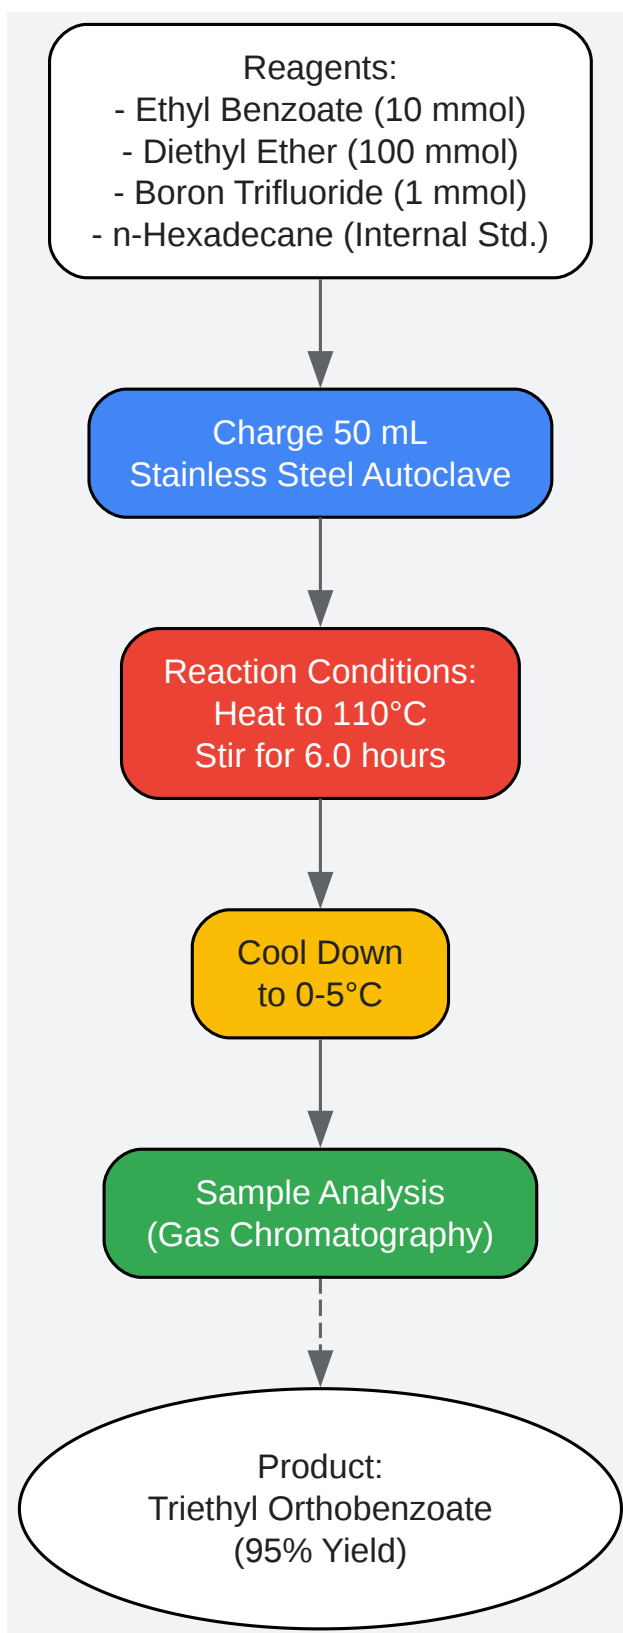 Reagents:
- Ethyl Benzoate (10 mmol)
- Diethyl Ether (100 mmol)
- Boron Trifluoride (1 mmol)
- n-Hexadecane (Internal Std.)
Charge 50 mL
Stainless Steel Autoclave
Reaction Conditions:
Heat to 110°C
Stir for 6.0 hours
Cool Down
to 0-5°C
Sample Analysis
(Gas Chromatography)
Product:
Triethyl Orthobenzoate
(95% Yield)